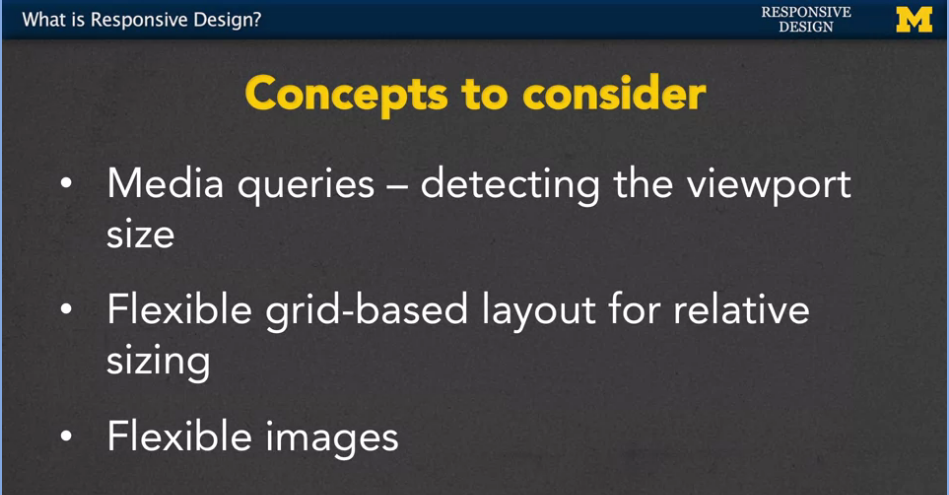 What is Responsive Design?
RESPONSIVE
DESIGN
M
Concepts to consider
• Media queries – detecting the viewport
size
• Flexible grid-based layout for relative
sizing
• Flexible images